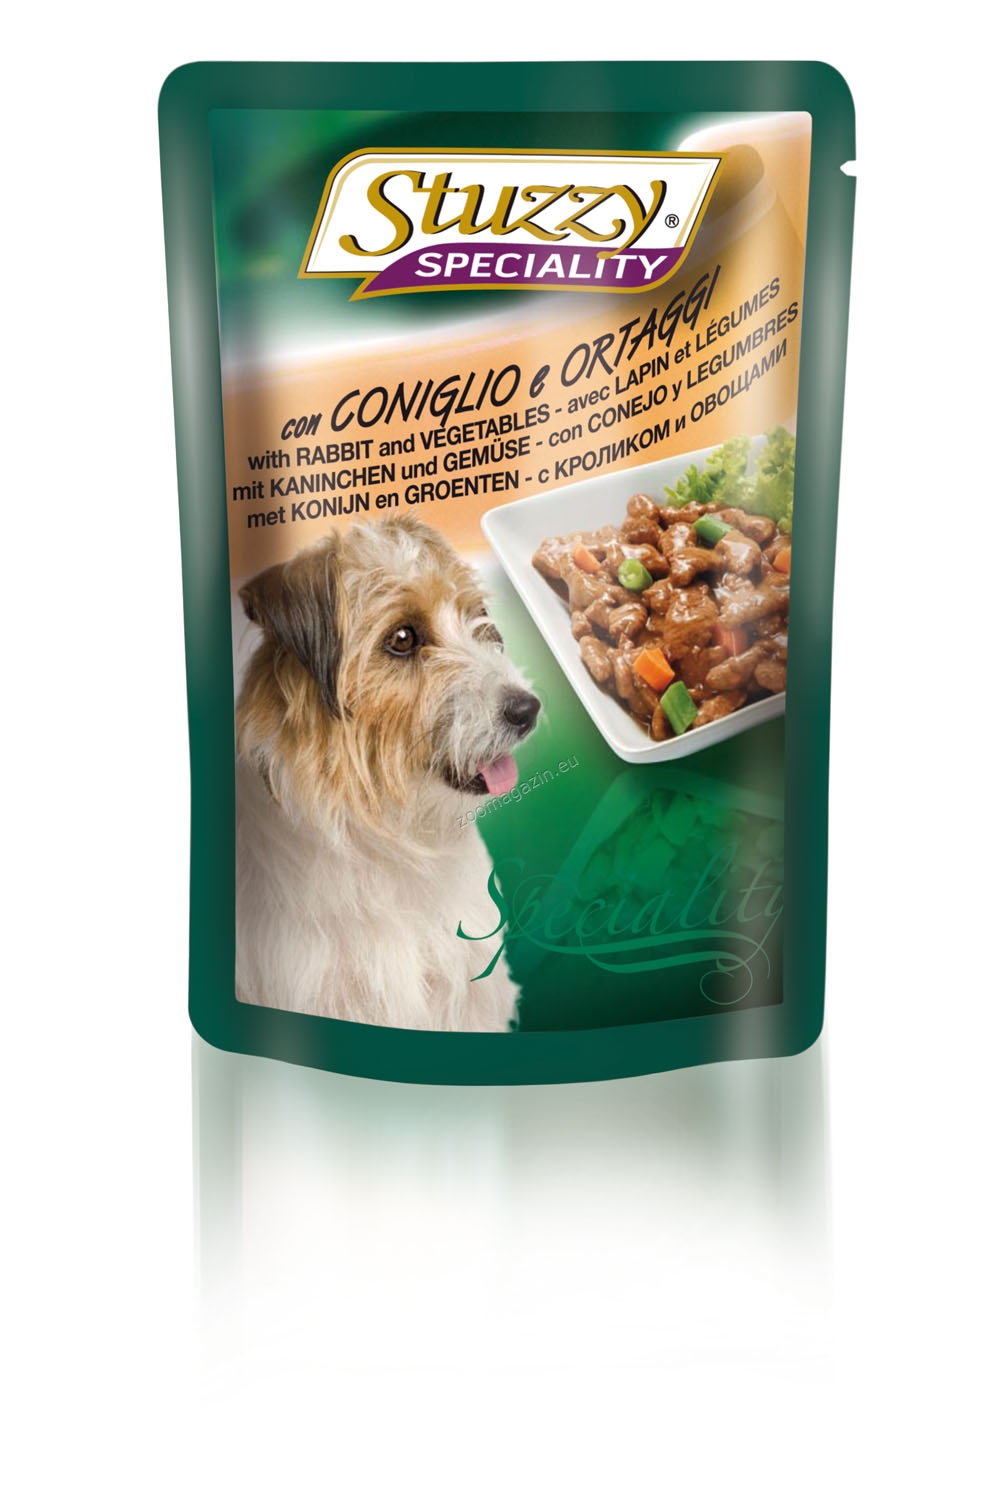 Stuzzy®
SPECIALITY
con CONIGLIO e ORTAGGI
with RABBIT and VEGETABLES - avec LAPIN et LÉGUMES
mit KANINCHEN und GEMÜSE - con CONEJO y LEGUMBRES
met KONIJN en GROENTEN - с КРОЛИКОМ и ОВОЩАМИ
zoomagazin.eu
Speciality